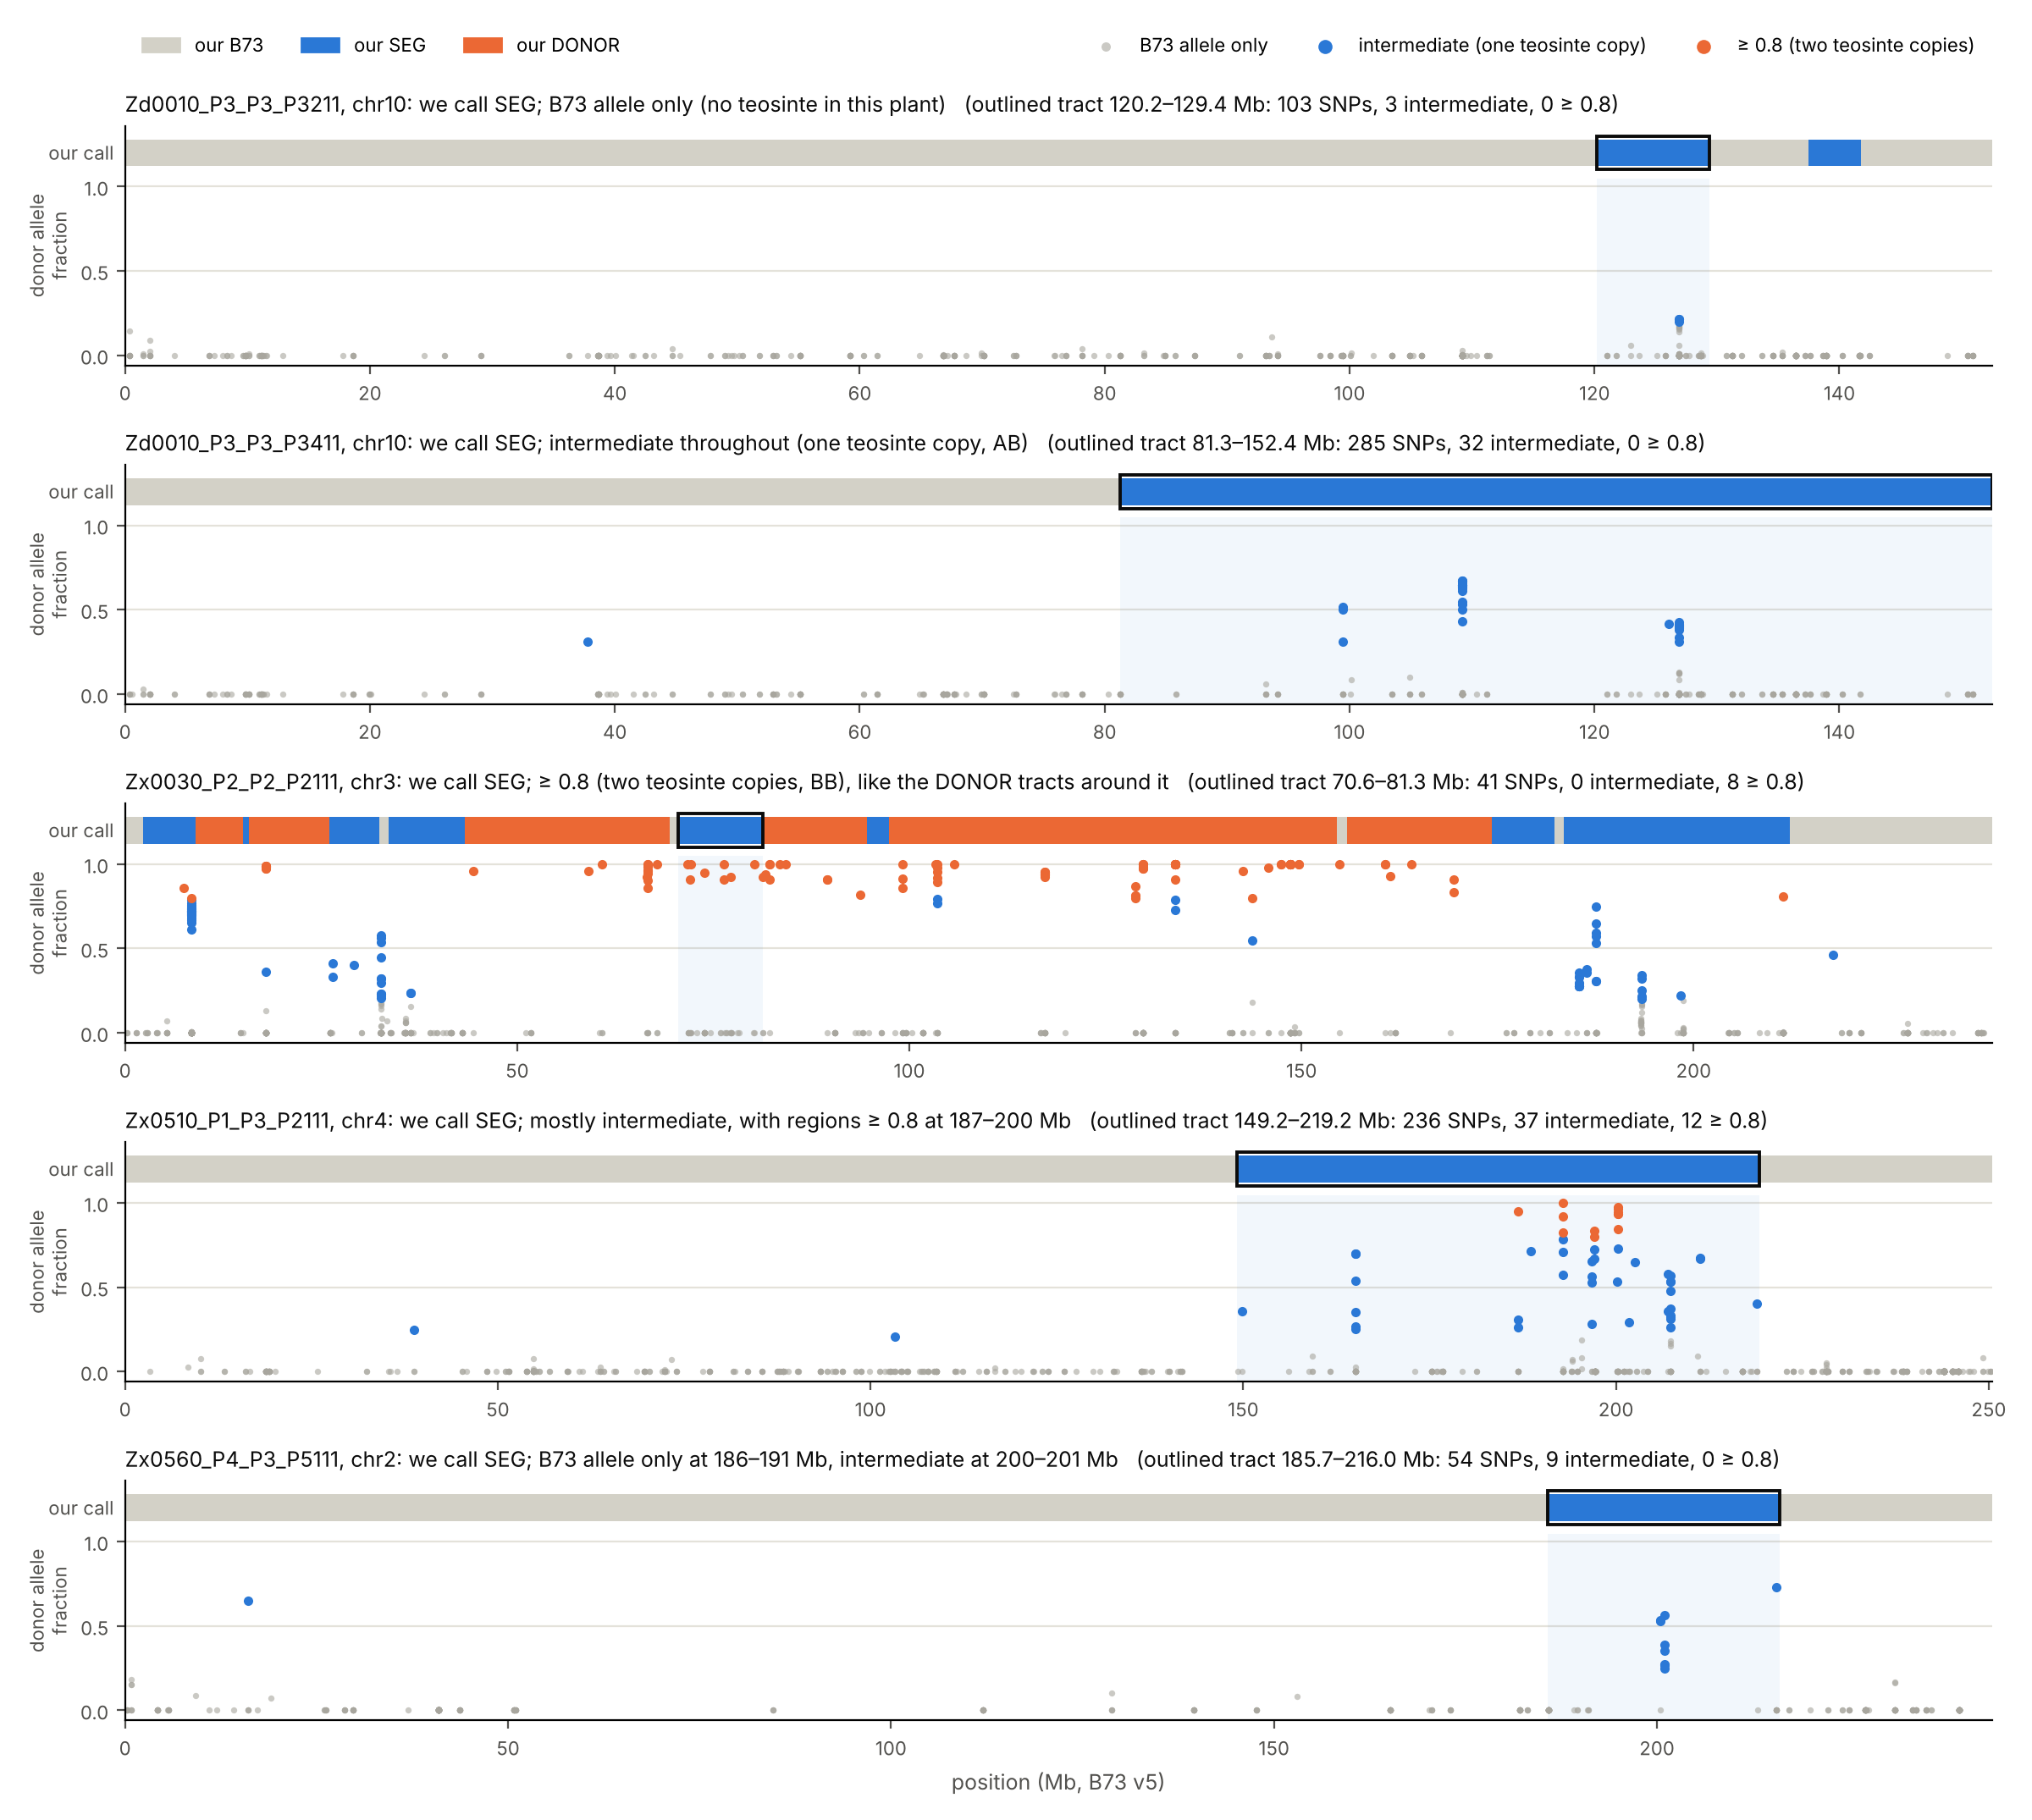 our B73 our SEG our DONOR B73 allele only intermediate (one teosinte copy) ≥ 0.8 (two teosinte copies)
Zd0010_P3_P3_P3211, chr10: we call SEG; B73 allele only (no teosinte in this plant) (outlined tract 120.2–129.4 Mb: 103 SNPs, 3 intermediate, 0 ≥ 0.8)
our call
1.0
0.5
0.0
donor allele
fraction
0 20 40 60 80 100 120 140
Zd0010_P3_P3_P3411, chr10: we call SEG; intermediate throughout (one teosinte copy, AB) (outlined tract 81.3–152.4 Mb: 285 SNPs, 32 intermediate, 0 ≥ 0.8)
our call
1.0
0.5
0.0
donor allele
fraction
0 20 40 60 80 100 120 140
Zx0030_P2_P2_P2111, chr3: we call SEG; ≥ 0.8 (two teosinte copies, BB), like the DONOR tracts around it (outlined tract 70.6–81.3 Mb: 41 SNPs, 0 intermediate, 8 ≥ 0.8)
our call
1.0
0.5
0.0
donor allele
fraction
0 50 100 150 200
Zx0510_P1_P3_P2111, chr4: we call SEG; mostly intermediate, with regions ≥ 0.8 at 187–200 Mb (outlined tract 149.2–219.2 Mb: 236 SNPs, 37 intermediate, 12 ≥ 0.8)
our call
1.0
0.5
0.0
donor allele
fraction
0 50 100 150 200 250
Zx0560_P4_P3_P5111, chr2: we call SEG; B73 allele only at 186–191 Mb, intermediate at 200–201 Mb (outlined tract 185.7–216.0 Mb: 54 SNPs, 9 intermediate, 0 ≥ 0.8)
our call
1.0
0.5
0.0
donor allele
fraction
0 50 100 150 200
position (Mb, B73 v5)